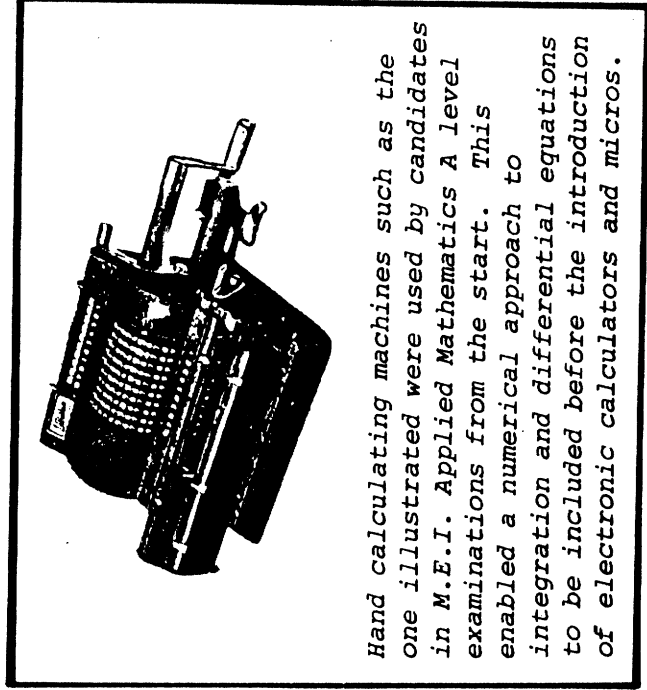 Hand calculating machines such as the
one illustrated were used by candidates
in M.E.I. Applied Mathematics A level
examinations from the start. This
enabled a numerical approach to
integration and differential equations
to be included before the introduction
of electronic calculators and micros.